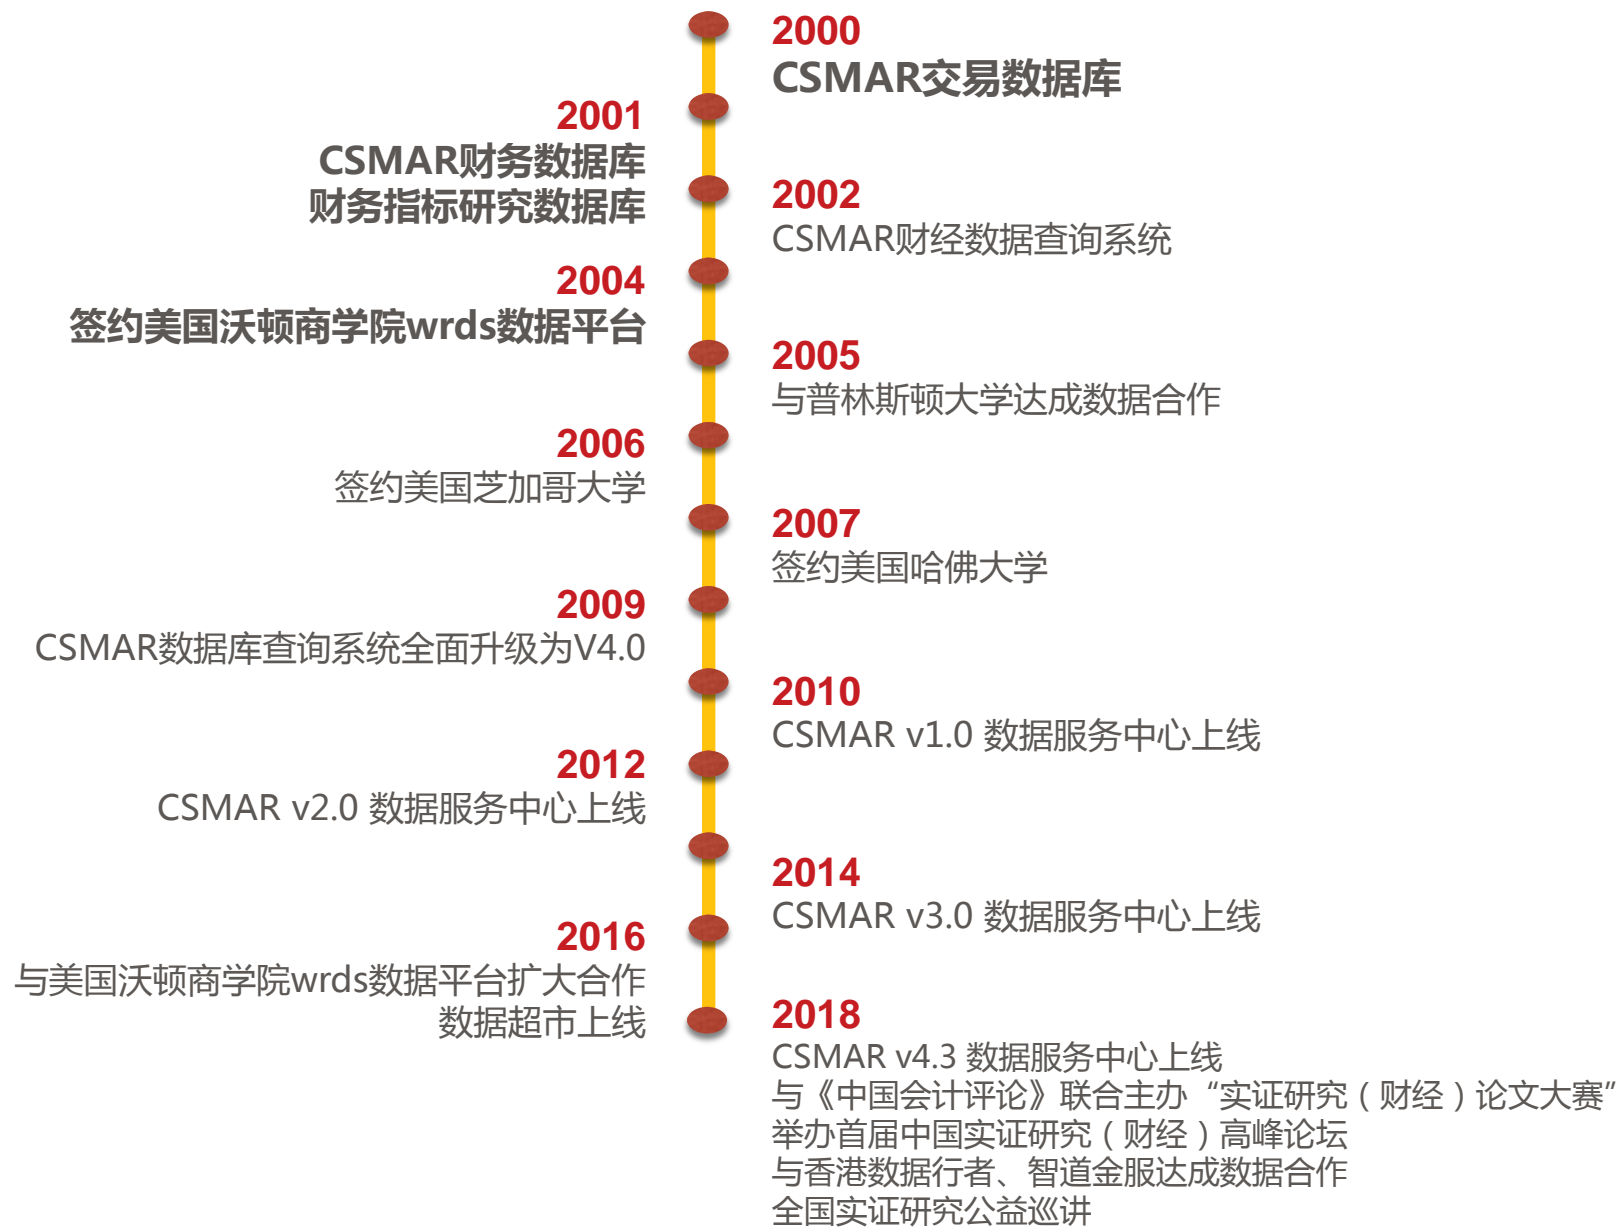 2000
CSMAR交易数据库
2001
CSMAR财务数据库
财务指标研究数据库
2002
CSMAR财经数据查询系统
2004
签约美国沃顿商学院wrds数据平台
2005
与普林斯顿大学达成数据合作
2006
签约美国芝加哥大学
2007
签约美国哈佛大学
2009
CSMAR数据库查询系统全面升级为V4.0
2010
CSMAR v1.0 数据服务中心上线
2012
CSMAR v2.0 数据服务中心上线
2014
CSMAR v3.0 数据服务中心上线
2016
与美国沃顿商学院wrds数据平台扩大合作
数据超市上线
2018
CSMAR v4.3 数据服务中心上线
与《中国会计评论》联合主办“实证研究（财经）论文大赛”
举办首届中国实证研究（财经）高峰论坛
与香港数据行者、智道金服达成数据合作
全国实证研究公益巡讲